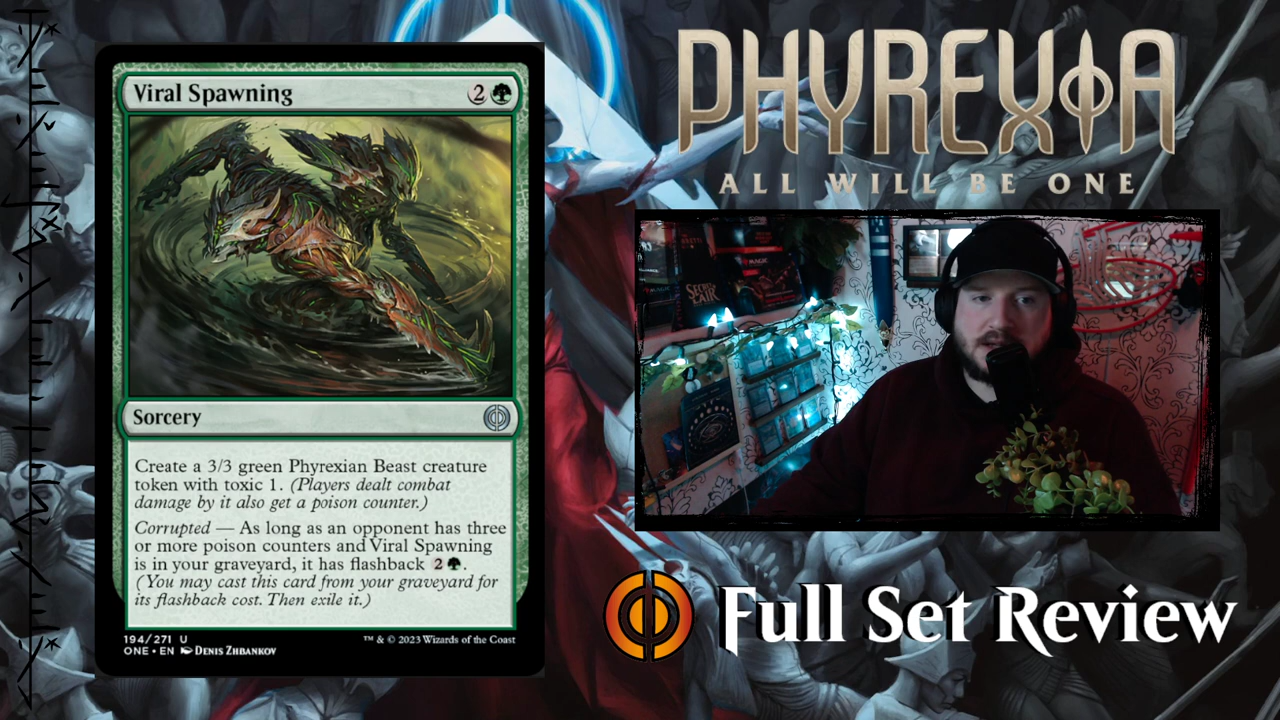 Viral Spawning
2
Sorcery
Create a 3/3 green Phyrexian Beast creature
token with toxic 1. (Players dealt combat
damage by it also get a poison counter.)
Corrupted — As long as an opponent has three
or more poison counters and Viral Spawning
is in your graveyard, it has flashback 2.
(You may cast this card from your graveyard for
its flashback cost. Then exile it.)
194/271 U
ONE • EN Denis Zhbankov
™ & © 2023 Wizards of the Coast
PHYREXIA
ALL WILL BE ONE
SECRET
LAIR
MAGIC
Full Set Review